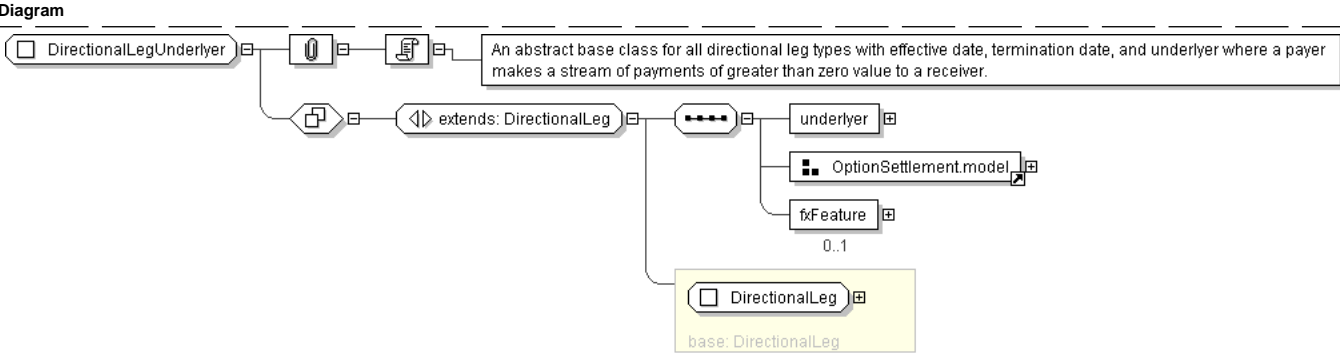 Diagram
DirectionalLegUnderlyer
An abstract base class for all directional leg types with effective date, termination date, and underlyer where a payer
makes a stream of payments of greater than zero value to a receiver.
extends: DirectionalLeg
underlyer
OptionSettlement.model
fxFeature
0..1
DirectionalLeg
base: DirectionalLeg